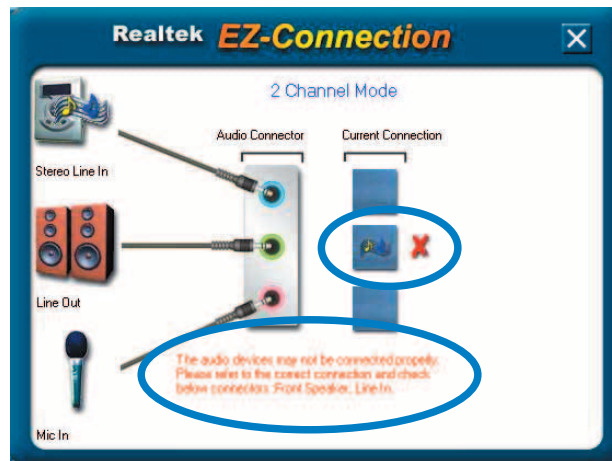 Realtek EZ-Connection
2 Channel Mode
Audio Connector
Current Connection
Stereo Line In
Line Out
Mic In
The audio devices may not be connected properly.
Please refer to the correct connection and check
below connectors :Front Speaker, Line In.